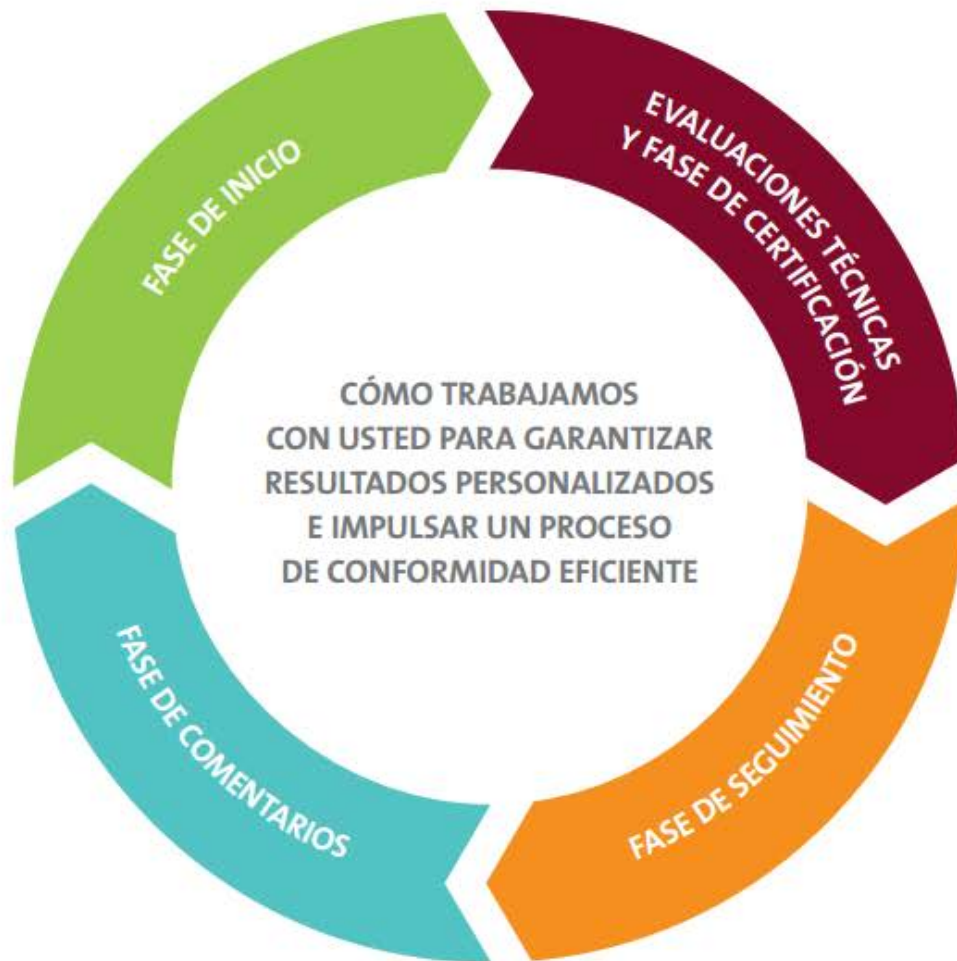 FASE DE INICIO
EVALUACIONES TÉCNICAS
Y FASE DE CERTIFICACIÓN
CÓMO TRABAJAMOS
CON USTED PARA GARANTIZAR
RESULTADOS PERSONALIZADOS
E IMPULSAR UN PROCESO
DE CONFORMIDAD EFICIENTE
FASE DE SEGUIMIENTO
FASE DE COMENTARIOS